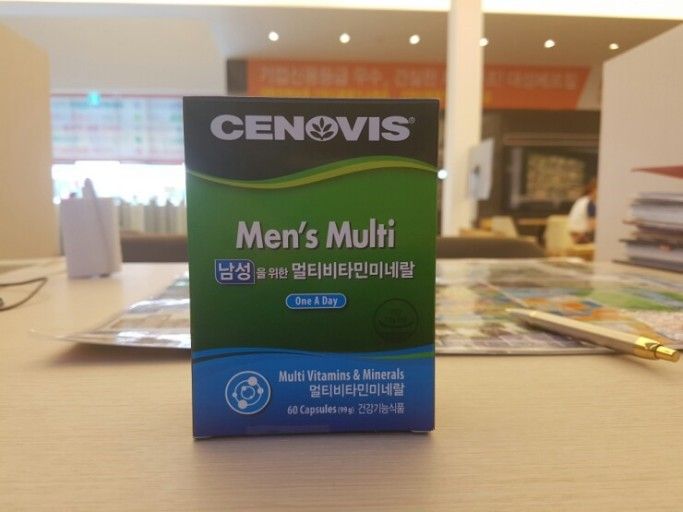 CENOVIS®
Men's Multi
남성을 위한 멀티비타민미네랄
One A Day
Multi Vitamins & Minerals
멀티비타민미네랄
60 Capsules (99 g) 건강기능식품